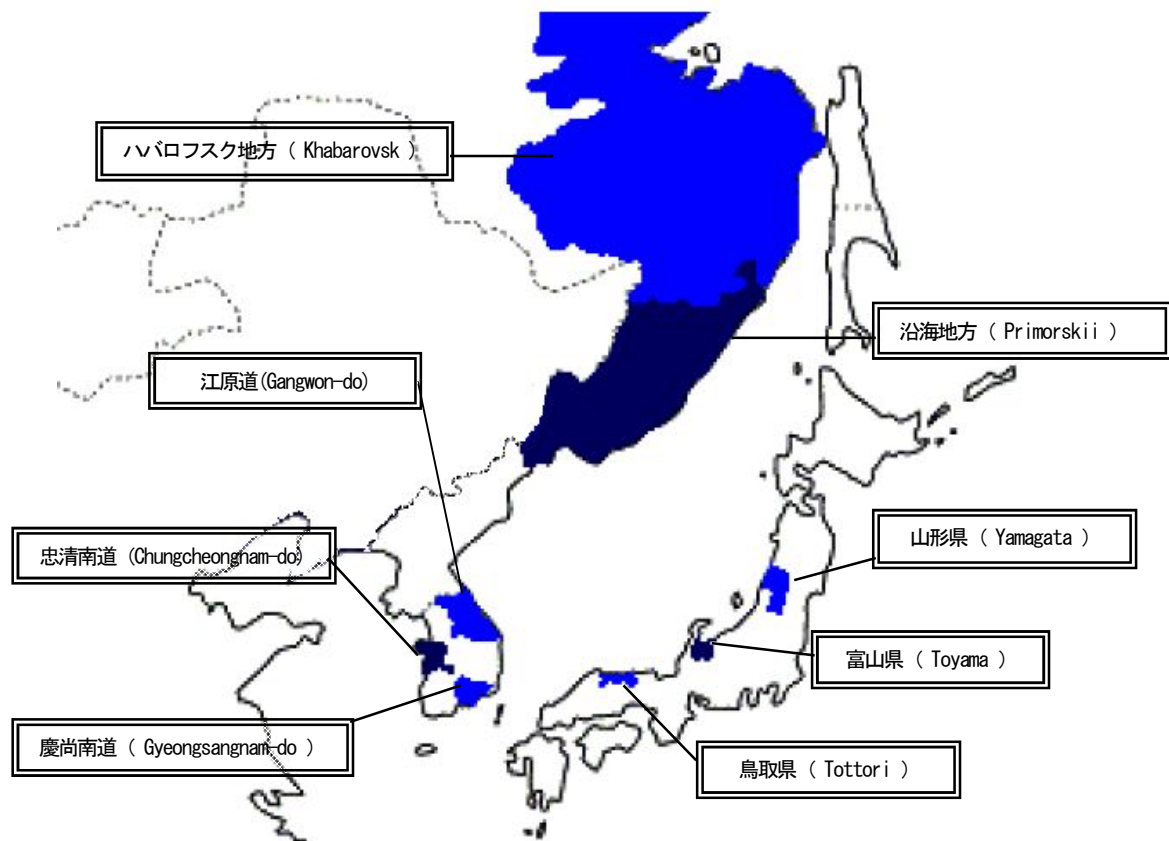 ハバロフスク地方（ Khabarovsk ）
沿海地方（ Primorskii ）
江原道(Gangwon-do)
山形県（ Yamagata ）
忠清南道（Chungcheongnam-do）
富山県（ Toyama ）
慶尚南道（ Gyeongsangnam-do ）
鳥取県（ Tottori ）